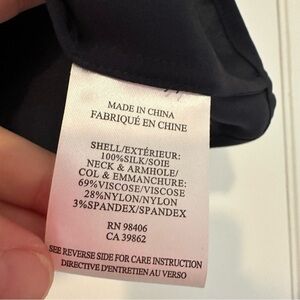 MADE IN CHINA
FABRIQUÉ EN CHINE
SHELL/EXTÉRIEUR:
100%SILK/SOIE
NECK & ARMHOLE/
COL & EMMANCHURE:
69%VISCOSE/VISCOSE
28%NYLON/NYLON
3%SPANDEX/SPANDEX
RN 98406
CA 39862
SEE REVERSE SIDE FOR CARE INSTRUCTION
DIRECTIVE D'ENTRETIEN AU VERSO